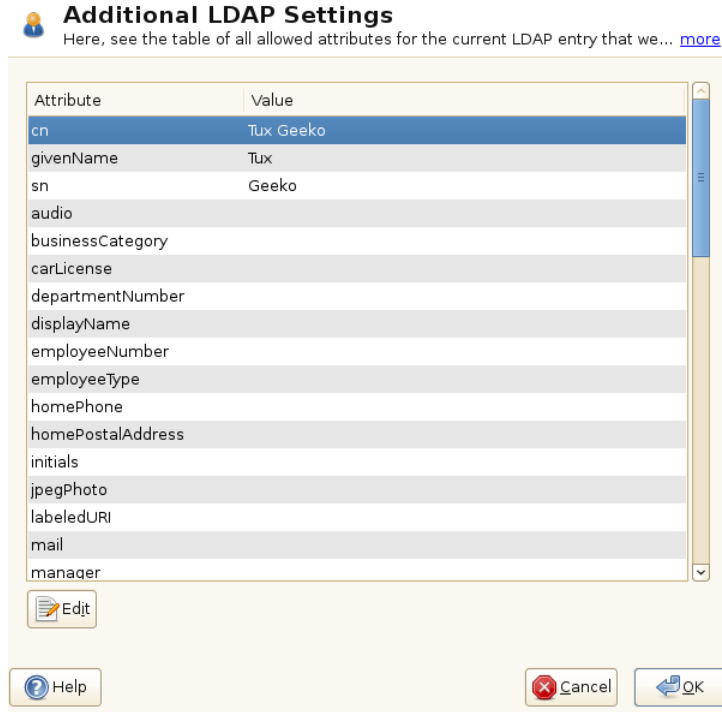 Additional LDAP Settings
Here, see the table of all allowed attributes for the current LDAP entry that we... more
Attribute Value
cn Tux Geeko
givenName Tux
sn Geeko
audio
businessCategory
carLicense
departmentNumber
displayName
employeeNumber
employeeType
homePhone
homePostalAddress
initials
jpegPhoto
labeledURI
mail
manager
Edit
Help Cancel OK